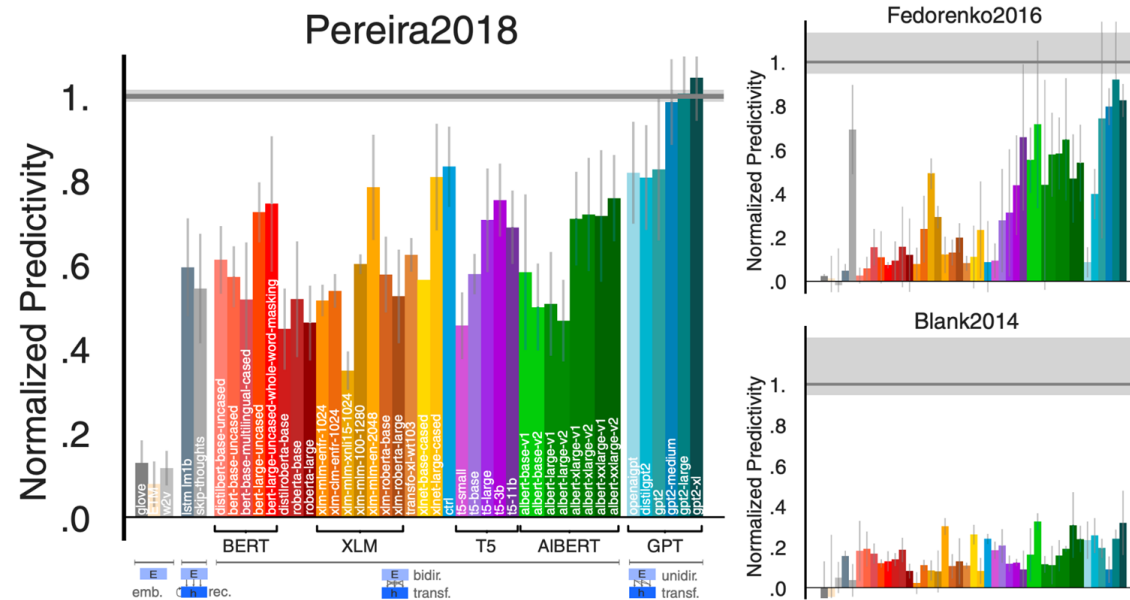 Pereira2018
Normalized Predictivity
1.
.8
.6
.4
.2
.0
glove
ETM
w2v
lstm lm1b
skip-thoughts
distilbert-base-uncased
bert-base-uncased
bert-base-multilingual-cased
bert-large-uncased
bert-large-uncased-whole-word-masking
distilroberta-base
roberta-base
roberta-large
xlm-mlm-enfr-1024
xlm-clm-enfr-1024
xlm-mlm-xnli15-1024
xlm-mlm-100-1280
xlm-mlm-en-2048
xlm-roberta-base
xlm-roberta-large
transfo-xl-wt103
xlnet-base-cased
xlnet-large-cased
ctrl
t5-small
t5-base
t5-large
t5-3b
t5-11b
albert-base-v1
albert-base-v2
albert-large-v1
albert-large-v2
albert-xlarge-v1
albert-xlarge-v2
albert-xxlarge-v1
albert-xxlarge-v2
openaigpt
distilgpt2
gpt2
gpt2-medium
gpt2-large
gpt2-xl
BERT
XLM
T5
AlBERT
GPT
E
emb.
E
h
rec.
E
bidir.
h
transf.
E
unidir.
h
transf.
Fedorenko2016
Normalized Predictivity
1.
.8
.6
.4
.2
.0
Blank2014
Normalized Predictivity
1.
.8
.6
.4
.2
.0